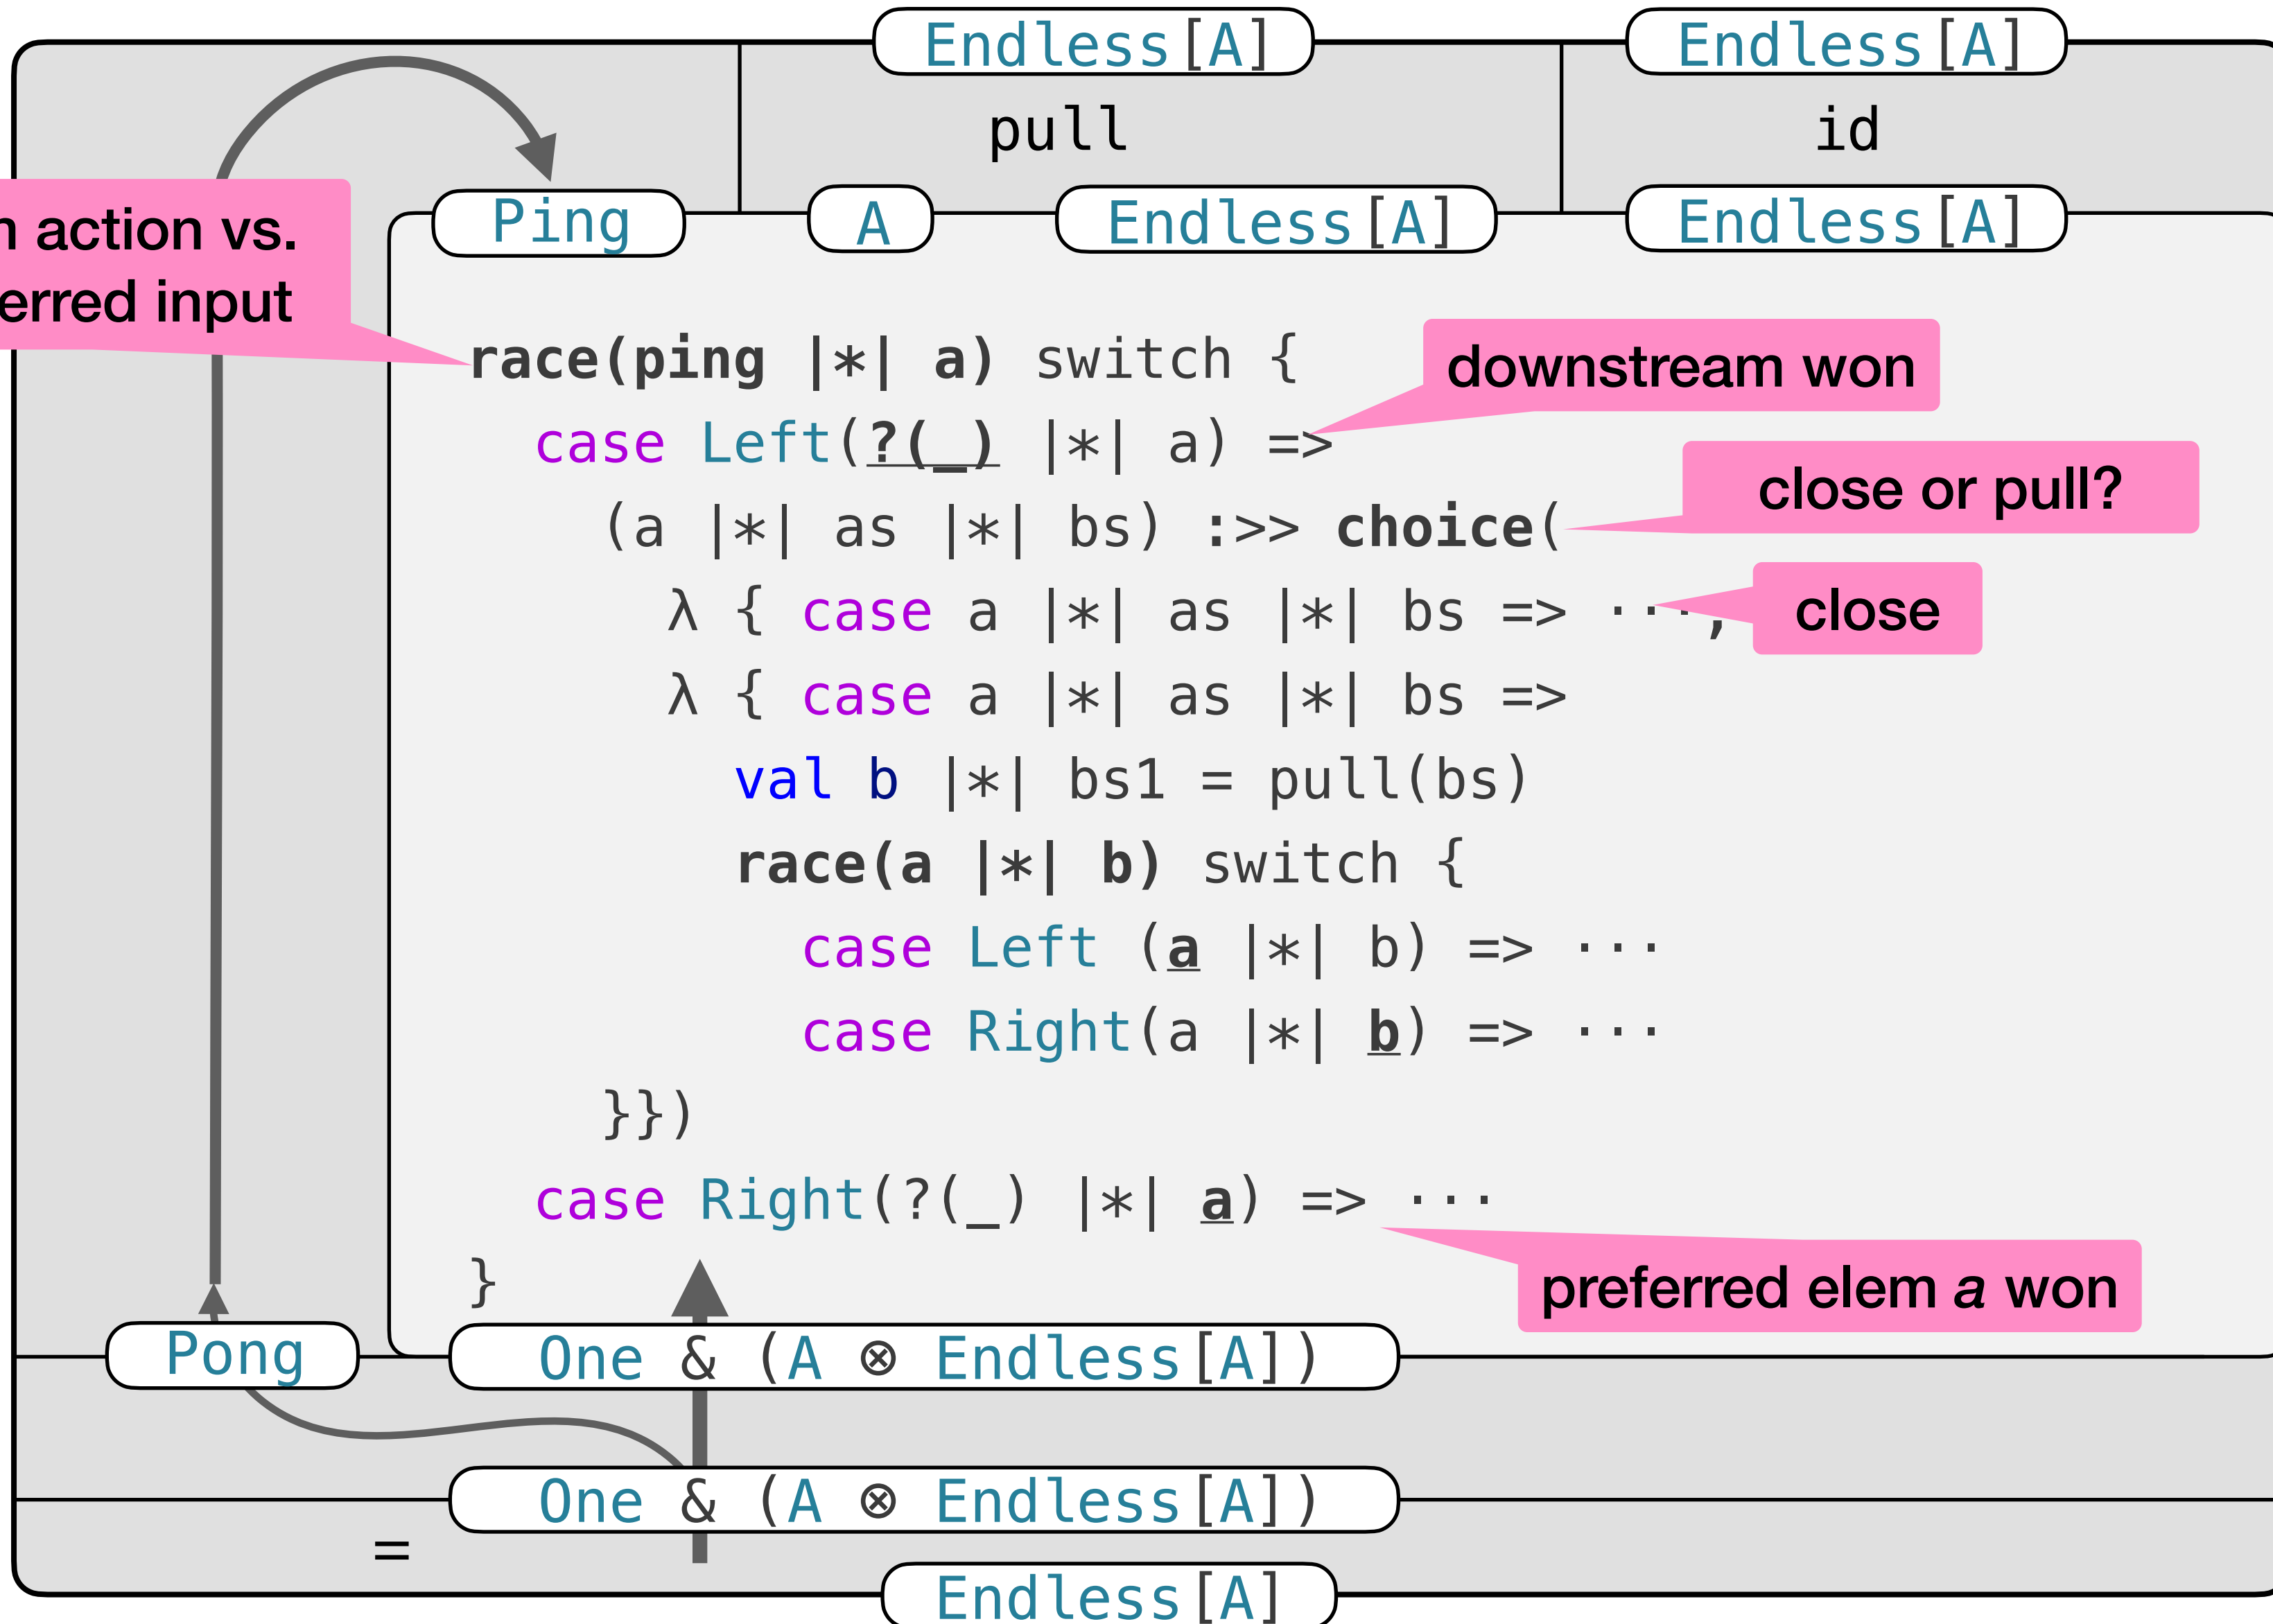 Endless[A] Endless[A]
pull id
Ping A Endless[A] Endless[A]
action vs.
input
race(ping |∗| a) switch {
downstream won
case Left(?(_) |∗| a) =>
close or pull?
(a |∗| as |∗| bs) :>> choice(
λ { case a |∗| as |∗| bs => ···,
close
λ { case a |∗| as |∗| bs =>
val b |∗| bs1 = pull(bs)
race(a |∗| b) switch {
case Left (a |∗| b) => ···
case Right(a |∗| b) => ···
}})
case Right(?(_) |∗| a) => ···
}
preferred elem a won
Pong One & (A ⊗ Endless[A])
One & (A ⊗ Endless[A])
=
Endless[A]